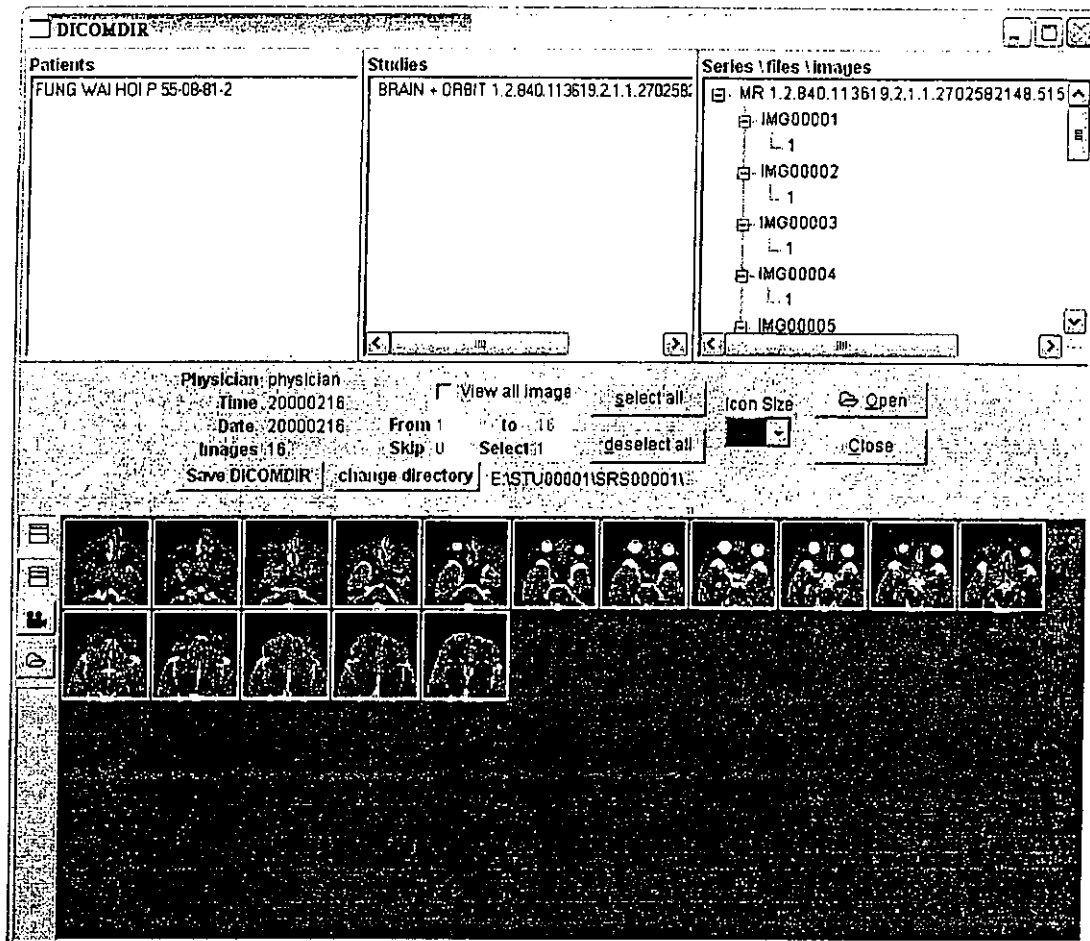 DICOMDIR
Patients
FUNG WAI HOI P 55-08-81-2
Studies
BRAIN + ORBIT 1.2.840.113619.2.1.1.2702582
Series \ files \ images
MR 1.2.840.113619.2.1.1.2702582148.515
IMG00001
1
IMG00002
1
IMG00003
1
IMG00004
1
IMG00005
Physician physician
Time 20000216
Date 20000216
Images 16
View all image
From 1 to 16
Skip 0 Select 1
select all
deselect all
Icon Size
Open
Close
Save DICOMDIR
change directory
E:\STU00001\SRS00001\